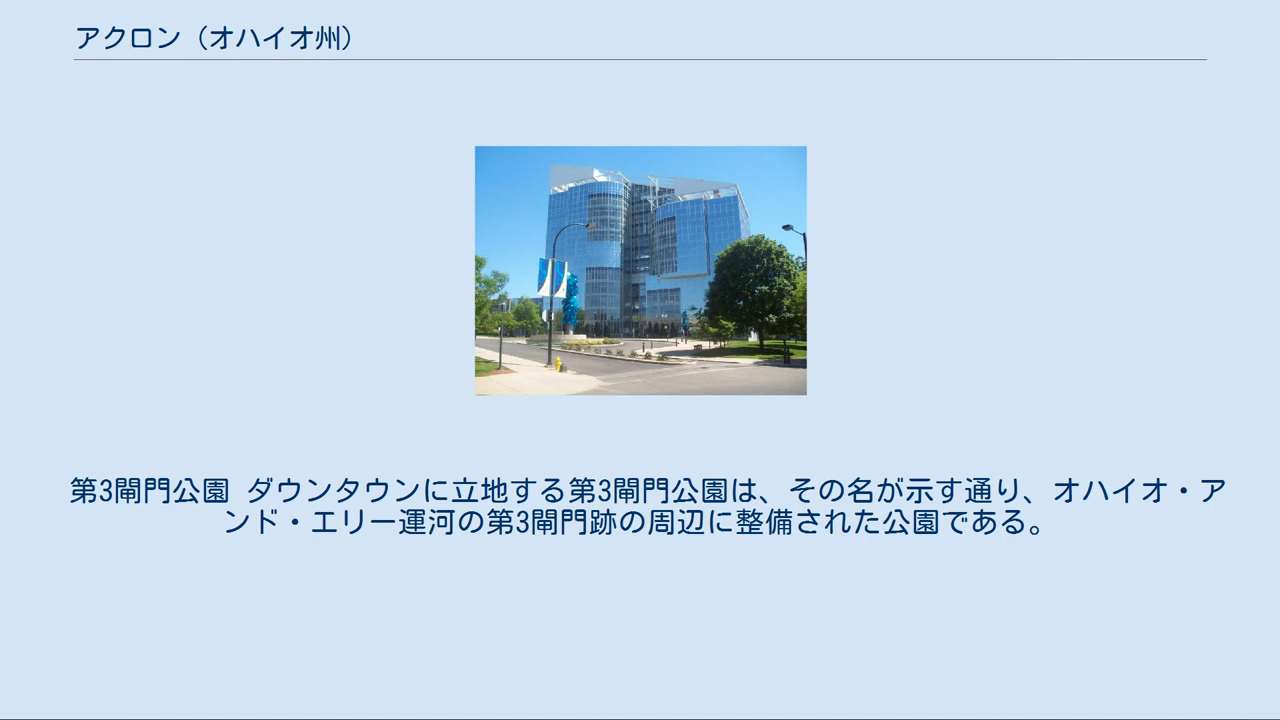 アクロン（オハイオ州）
第3閘門公園 ダウンタウンに立地する第3閘門公園は、その名が示す通り、オハイオ・ア
ンド・エリー運河の第3閘門跡の周辺に整備された公園である。